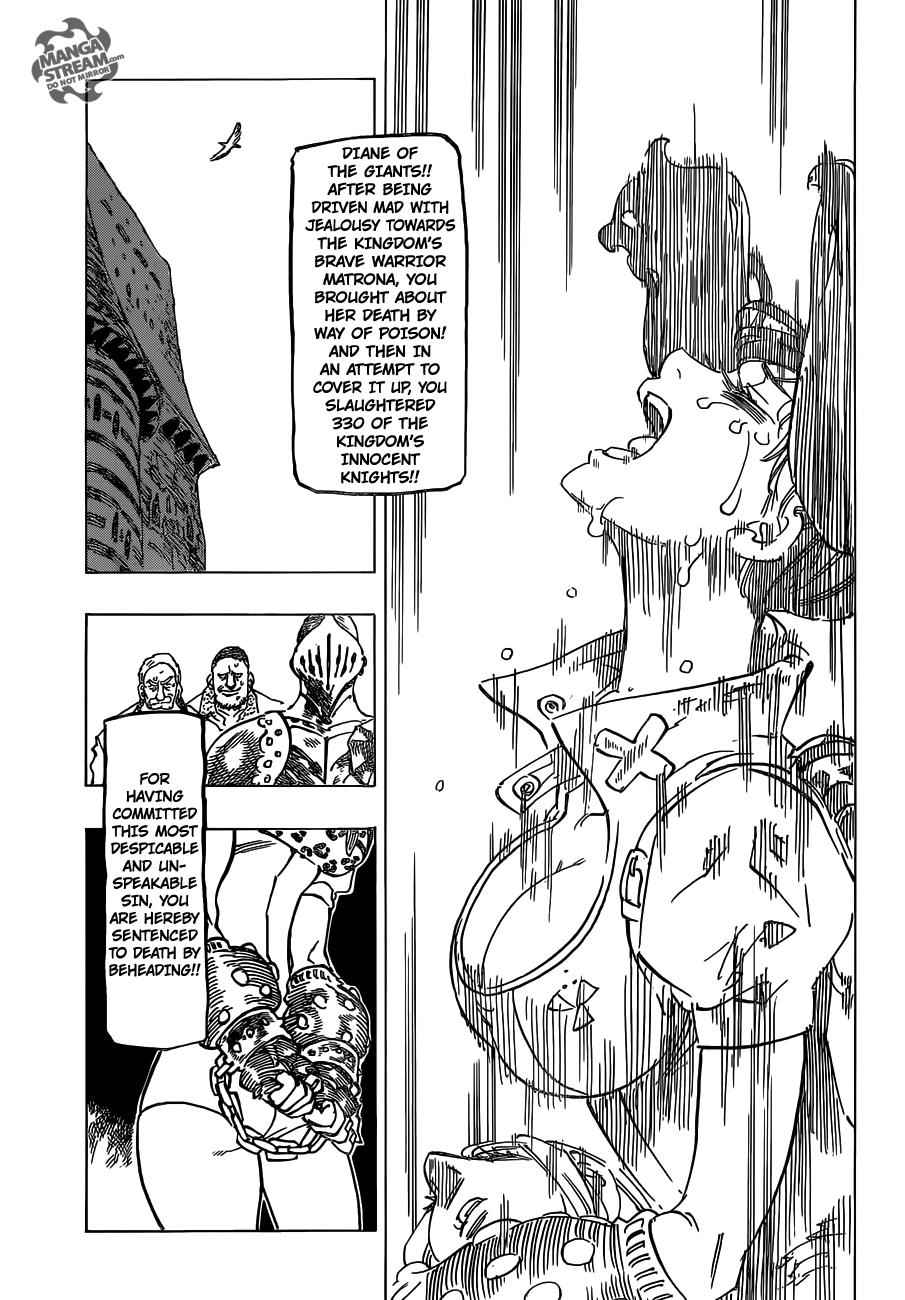 MANGA
STREAM.com
DO NOT MIRROR
DIANE OF
THE GIANTS!!
AFTER BEING
DRIVEN MAD WITH
JEALOUSY TOWARDS
THE KINGDOM'S
BRAVE WARRIOR
MATRONA, YOU
BROUGHT ABOUT
HER DEATH BY
WAY OF POISON!
AND THEN IN
AN ATTEMPT TO
COVER IT UP, YOU
SLAUGHTERED
330 OF THE
KINGDOM'S
INNOCENT
KNIGHTS!!
FOR
HAVING
COMMITTED
THIS MOST
DESPICABLE
AND UN-
SPEAKABLE
SIN, YOU
ARE HEREBY
SENTENCED
TO DEATH BY
BEHEADING!!